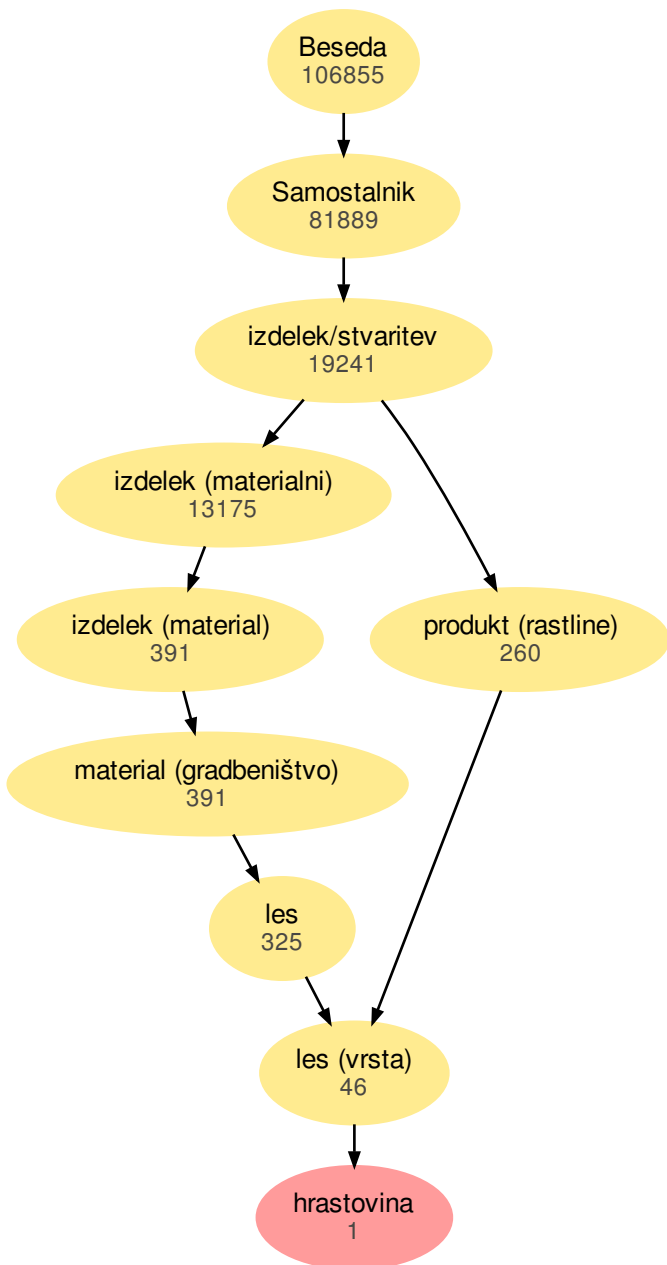 Beseda
106855
Samostalnik
81889
izdelek/stvaritev
19241
izdelek (materialni)
13175
izdelek (material)
391
produkt (rastline)
260
material (gradbeništvo)
391
les
325
les (vrsta)
46
hrastovina
1